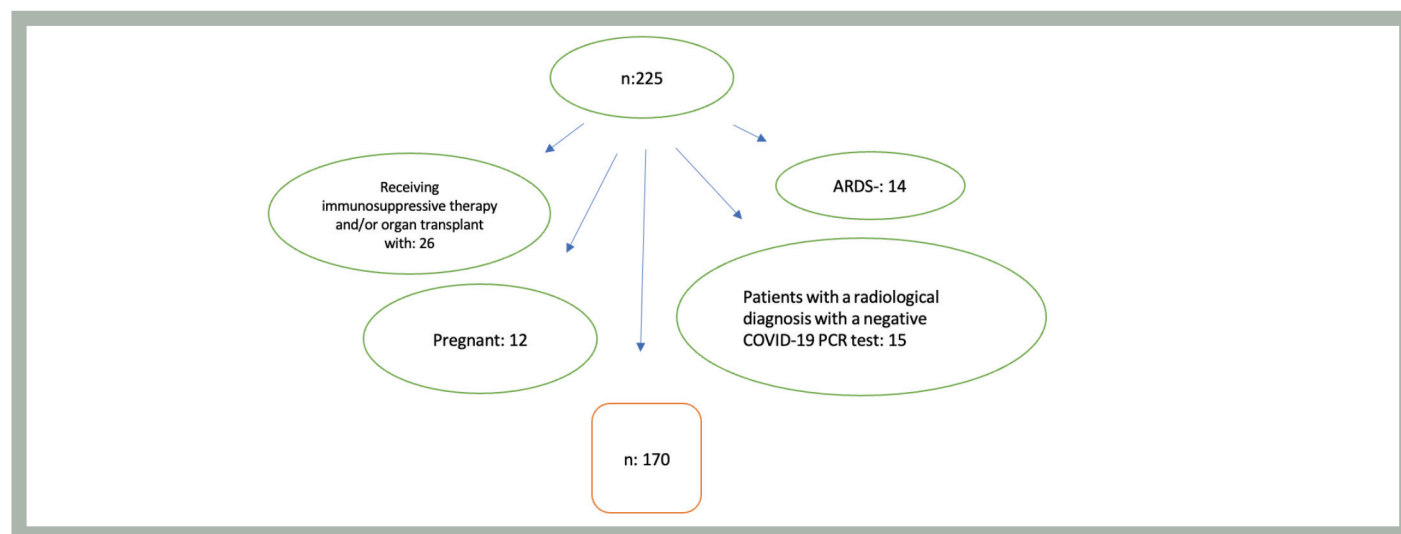 n:225
Receiving
immunosuppressive therapy
and/or organ transplant
with: 26
ARDS-: 14
Pregnant: 12
Patients with a radiological
diagnosis with a negative
COVID-19 PCR test: 15
n: 170